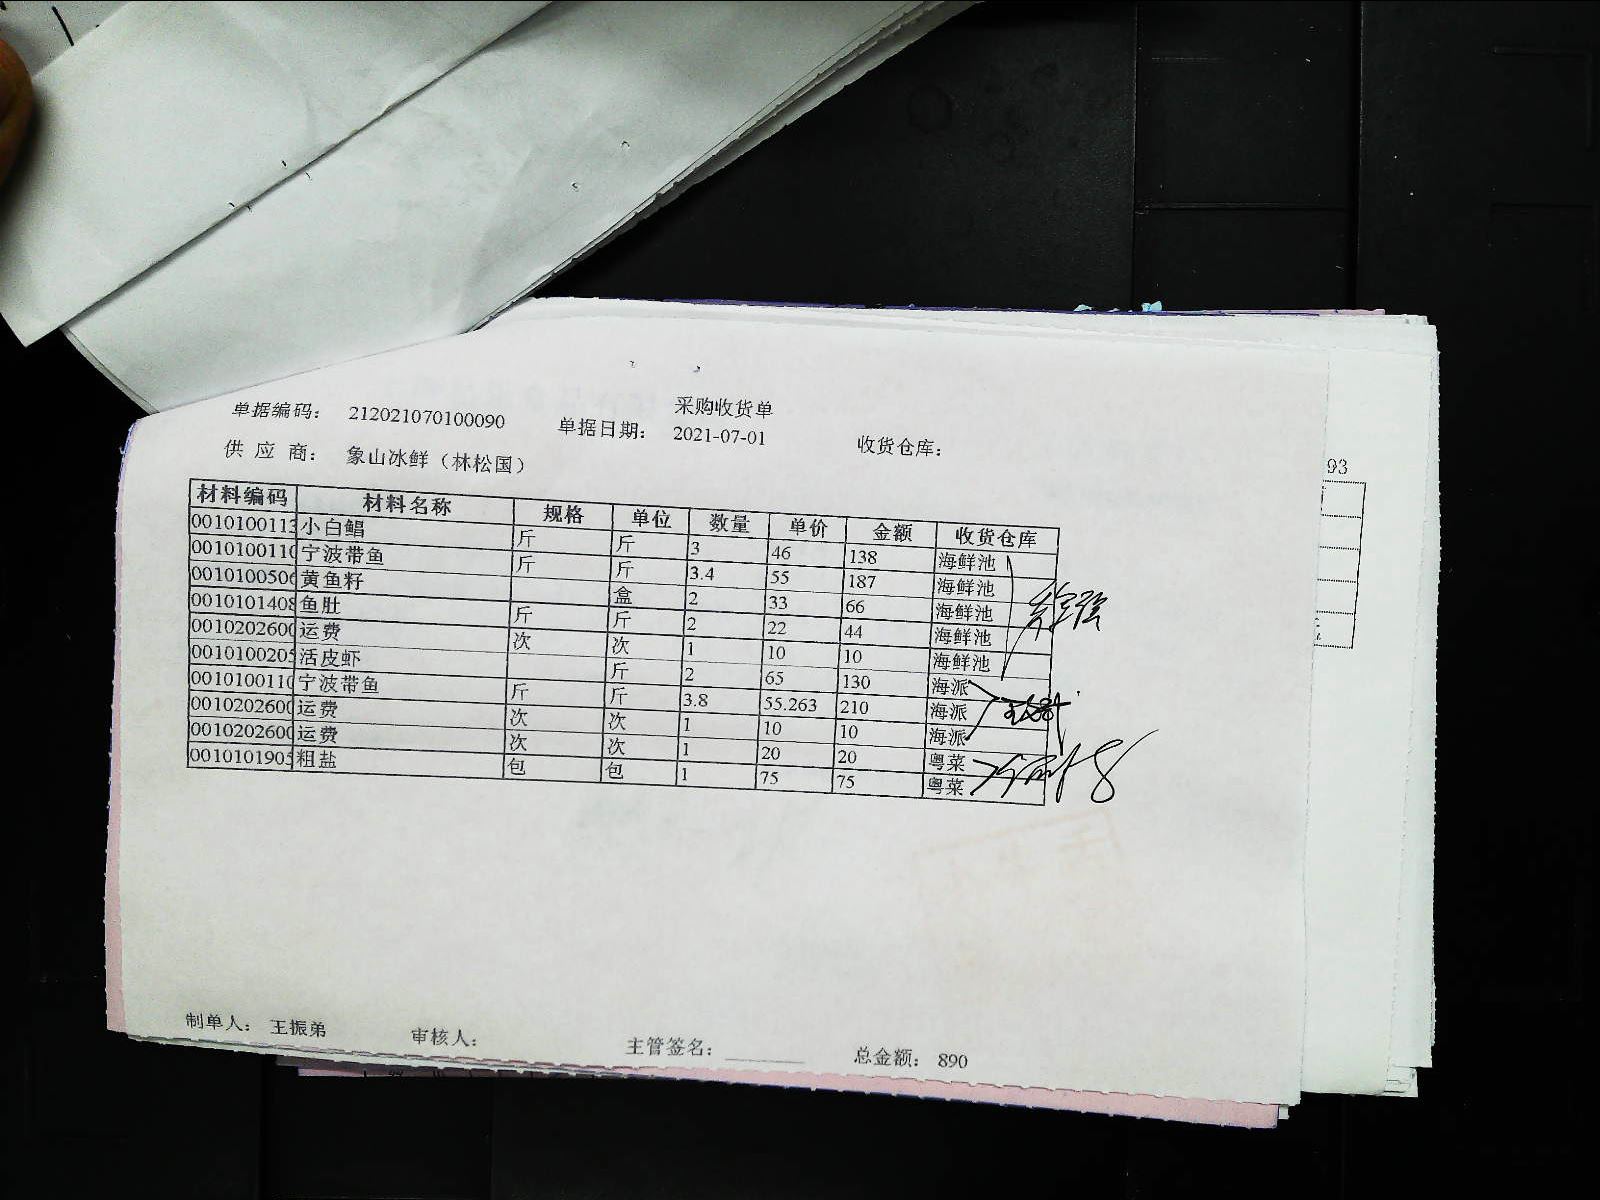 采购收货单
单据编码： 212021070100090 单据日期： 2021-07-01 收货仓库：
供 应 商： 象山冰鲜（林松国）
材料编码 材料名称 规格 单位 数量 单价 金额 收货仓库
0010100113 小白鲳 斤 斤 3 46 138 海鲜池
0010100110 宁波带鱼 斤 斤 3.4 55 187 海鲜池
0010100506 黄鱼籽 盒 2 33 66 海鲜池
0010101408 鱼肚 斤 斤 2 22 44 海鲜池
0010202600 运费 次 次 1 10 10 海鲜池
0010100205 活皮虾 斤 2 65 130 海派
0010100110 宁波带鱼 斤 斤 3.8 55.263 210 海派
0010202600 运费 次 次 1 10 10 海派
0010202600 运费 次 次 1 20 20 粤菜
0010101905 粗盐 包 包 1 75 75 粤菜
制单人： 王振弟 审核人： 主管签名： 总金额： 890
93